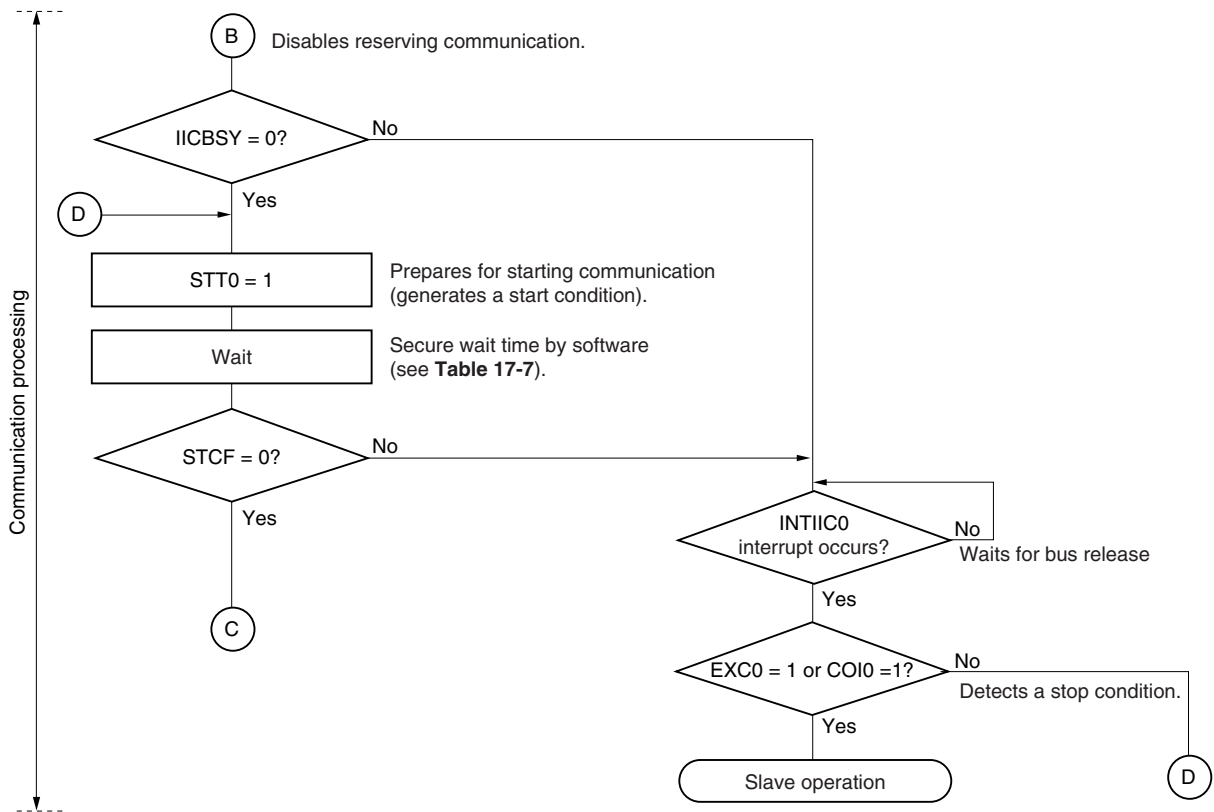 B
Disables reserving communication.
IICBSY = 0?
No
Yes
D
STT0 = 1
Prepares for starting communication
(generates a start condition).
Wait
Secure wait time by software
(see Table 17-7).
STCF = 0?
No
Yes
C
INTIIC0
interrupt occurs?
No
Waits for bus release
Yes
EXC0 = 1 or COI0 =1?
No
Detects a stop condition.
Yes
Slave operation
D
Communication processing